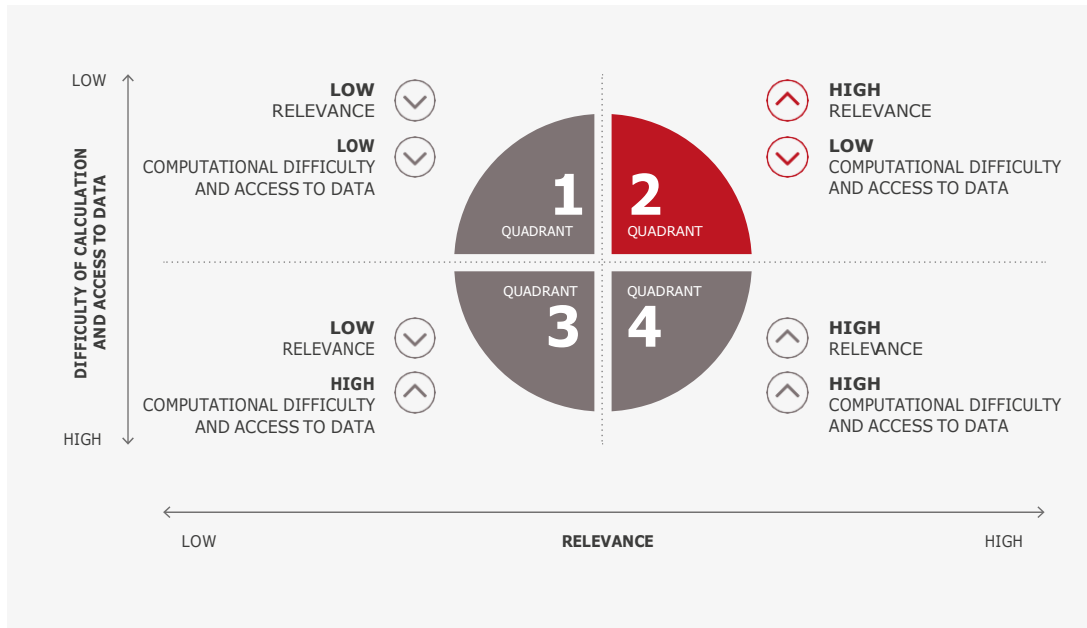 LOW
DIFFICULTY OF CALCULATION
AND ACCESS TO DATA
HIGH
LOW
RELEVANCE
LOW
COMPUTATIONAL DIFFICULTY
AND ACCESS TO DATA
1
QUADRANT
2
QUADRANT
HIGH
RELEVANCE
LOW
COMPUTATIONAL DIFFICULTY
AND ACCESS TO DATA
LOW
RELEVANCE
HIGH
COMPUTATIONAL DIFFICULTY
AND ACCESS TO DATA
QUADRANT
3
QUADRANT
4
HIGH
RELEVANCE
HIGH
COMPUTATIONAL DIFFICULTY
AND ACCESS TO DATA
LOW
RELEVANCE
HIGH